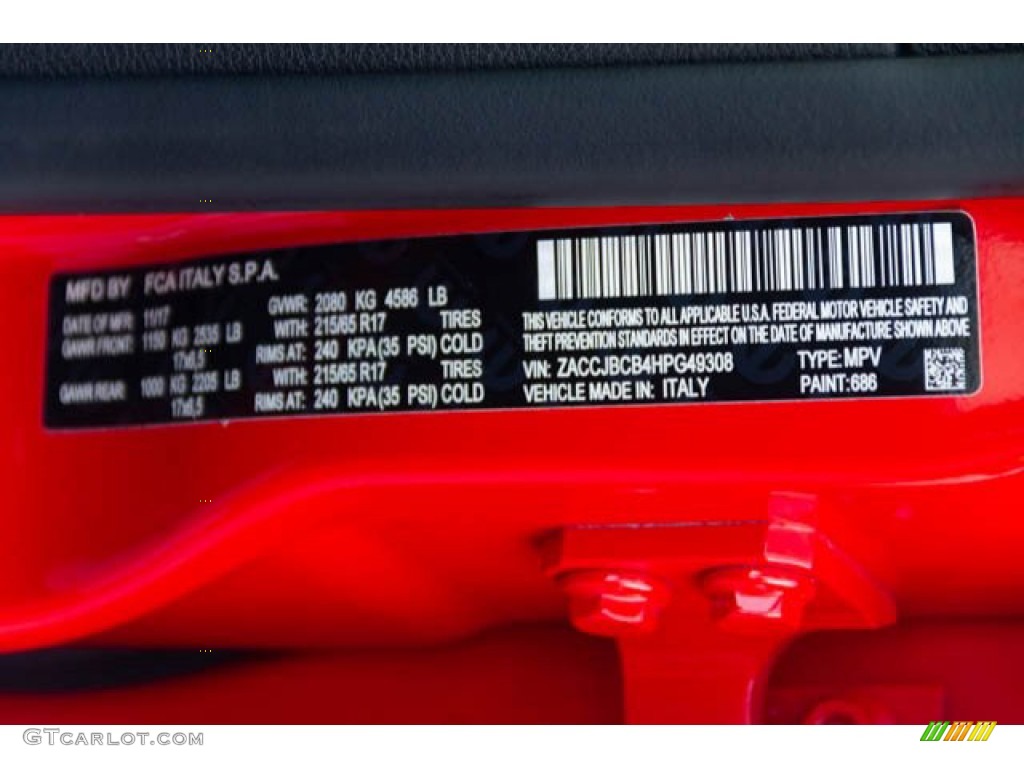 MFD BY FCA ITALY S.P.A.
DATE OF MFR 11/17 GVWR: 2080 KG 4586 LB
GAWR FRONT: 1150 KG 2535 LB WITH: 215/65 R17 TIRES
17x6,5 RIMS AT: 240 KPA(35 PSI) COLD
GAWR REAR: 1000 KG 2205 LB WITH: 215/65 R17 TIRES
17x6,5 RIMS AT: 240 KPA(35 PSI) COLD
THIS VEHICLE CONFORMS TO ALL APPLICABLE U.S.A. FEDERAL MOTOR VEHICLE SAFETY AND
THEFT PREVENTION STANDARDS IN EFFECT ON THE DATE OF MANUFACTURE SHOWN ABOVE
VIN: ZACCJBCB4HPG49308 TYPE: MPV
VEHICLE MADE IN: ITALY PAINT: 686
GTCARLOT.COM